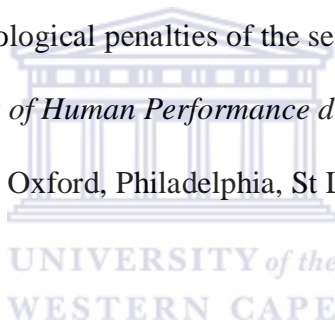 ological penalties of the se
of Human Performance d
Oxford, Philadelphia, St L
UNIVERSITY of the
WESTERN CAPE